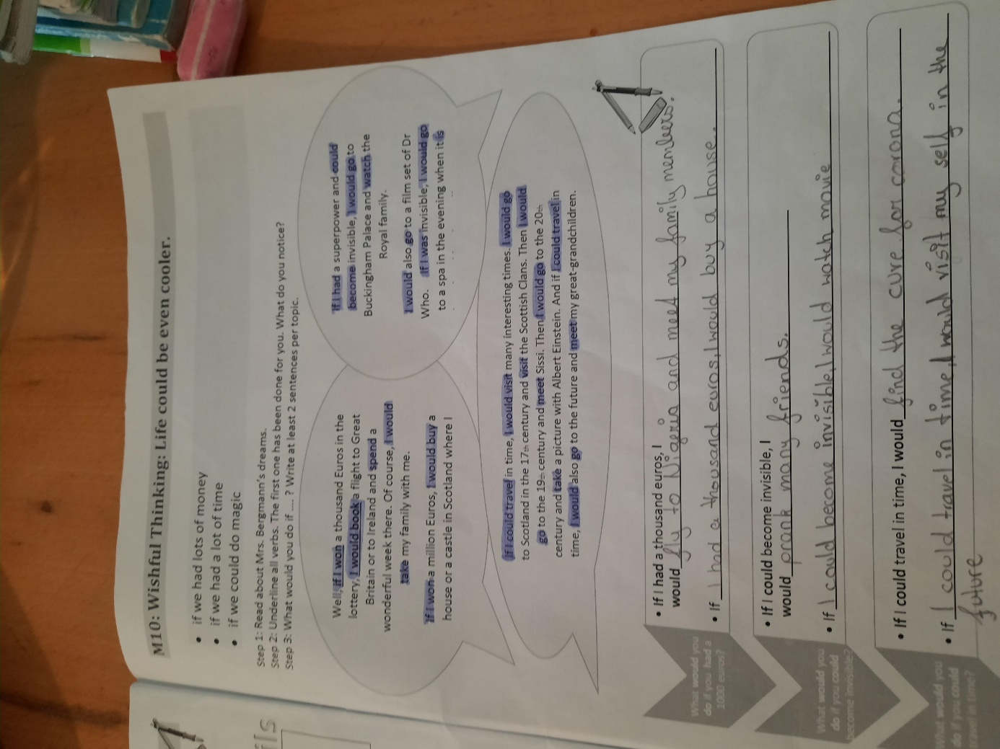 M10: Wishful Thinking: Life could be even cooler.
• if we had lots of money
• if we had a lot of time
• if we could do magic
Step 1: Read about Mrs. Bergmann's dreams.
Step 2: Underline all verbs. The first one has been done for you. What do you notice?
Step 3: What would you do if .... ? Write at least 2 sentences per topic.
Well, if I won a thousand Euros in the
lottery, I would book a flight to Great
Britain or to Ireland and spend a
wonderful week there. Of course, I would
take my family with me.
If I won a million Euros, I would buy a
house or a castle in Scotland where I
If I had a superpower and could
become invisible, I would go to
Buckingham Palace and watch the
Royal family.
I would also go to a film set of Dr
Who. If I was invisible, I would go
to a spa in the evening when it is
If I could travel in time, I would visit many interesting times. I would go
to Scotland in the 17th century and visit the Scottish Clans. Then I would
go to the 19th century and meet Sissi. Then I would go to the 20th
century and take a picture with Albert Einstein. And if I could travel in
time, I would also go to the future and meet my great-grandchildren.
What would you
do if you had a
1000 euros?
• If I had a thousand euros, I
would fly to Nigeria and meet my family members.
• If I had a thousand euros, I would buy a house..
What would you
do if you could
become invisible?
• If I could become invisible, I
would prank many friends.
• If I could become invisible, I would watch movie
What would you
do if you could
travel in time?
• If I could travel in time, I would find the cure for corona.
• If I could travel in time, I would visit my self in the
future
ils